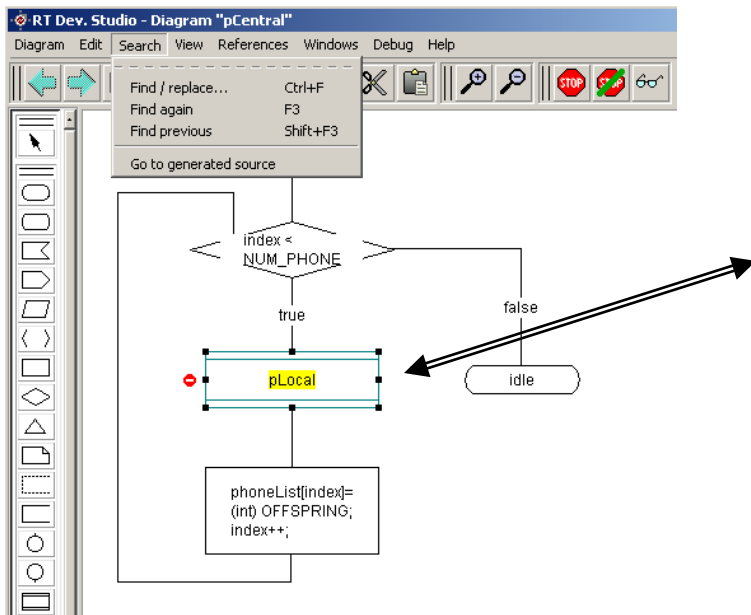 RT Dev. Studio - Diagram "pCentral"
Diagram Edit Search View References Windows Debug Help
Find / replace... Ctrl+F
Find again F3
Find previous Shift+F3
Go to generated source
STOP STOP
index <
NUM_PHONE
true
false
pLocal
idle
phoneList[index]=
(int) OFFSPRING;
index++;